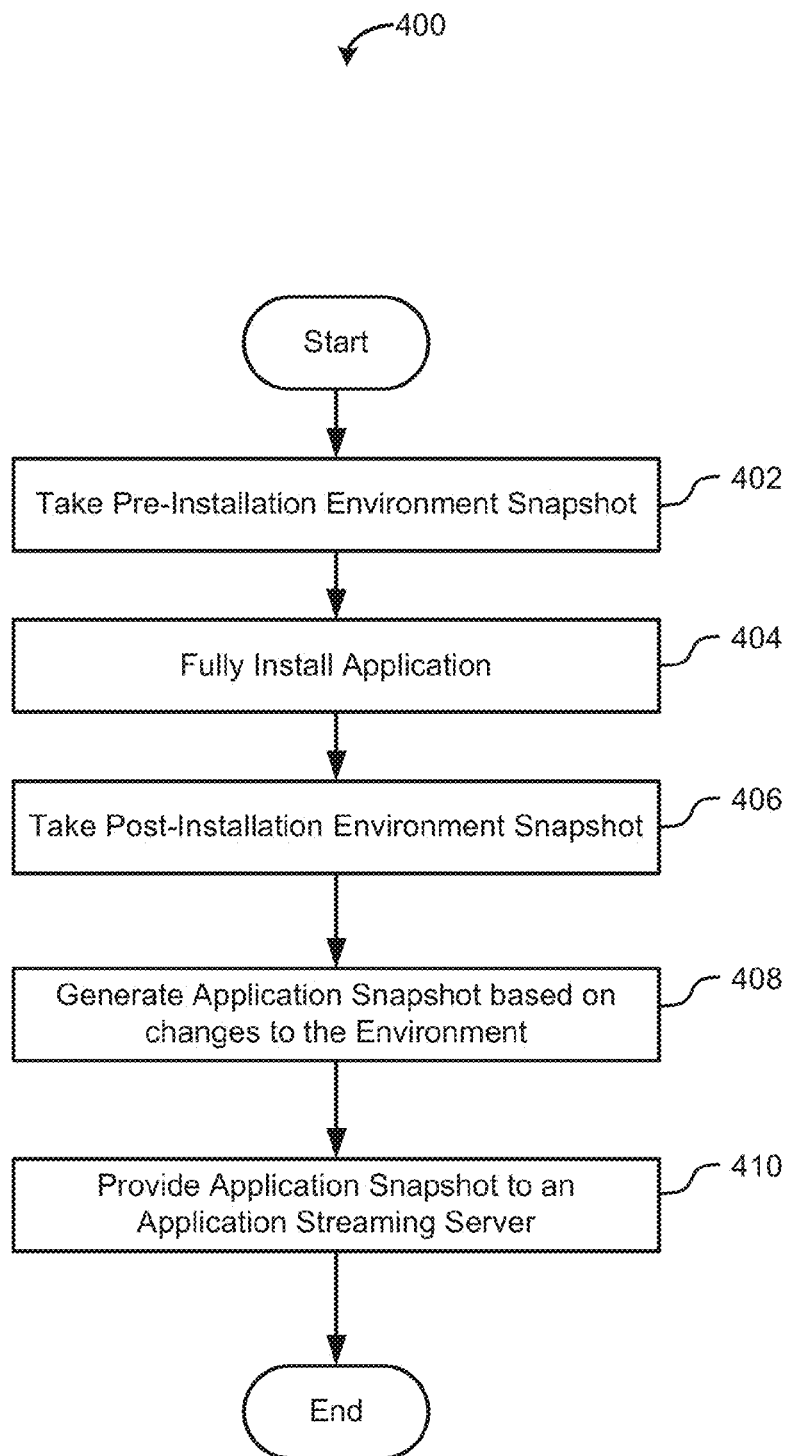 400
Start
Take Pre-Installation Environment Snapshot
402
Fully Install Application
404
Take Post-Installation Environment Snapshot
406
Generate Application Snapshot based on
changes to the Environment
408
Provide Application Snapshot to an
Application Streaming Server
410
End